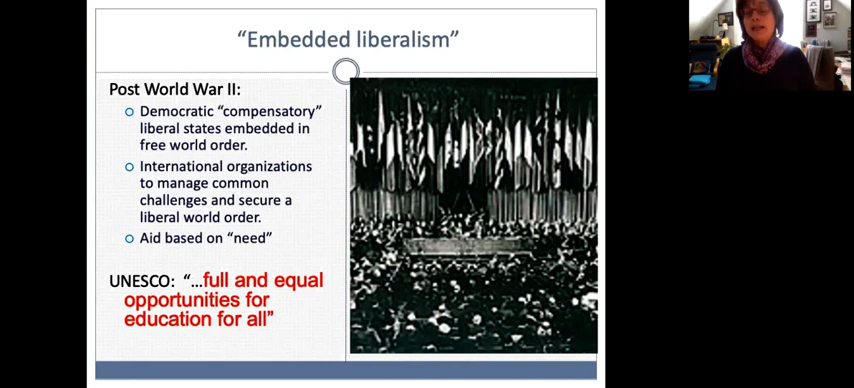 “Embedded liberalism”
Post World War II:
Democratic “compensatory”
liberal states embedded in
free world order.
International organizations
to manage common
challenges and secure a
liberal world order.
Aid based on “need”
UNESCO: “…full and equal
opportunities for
education for all”